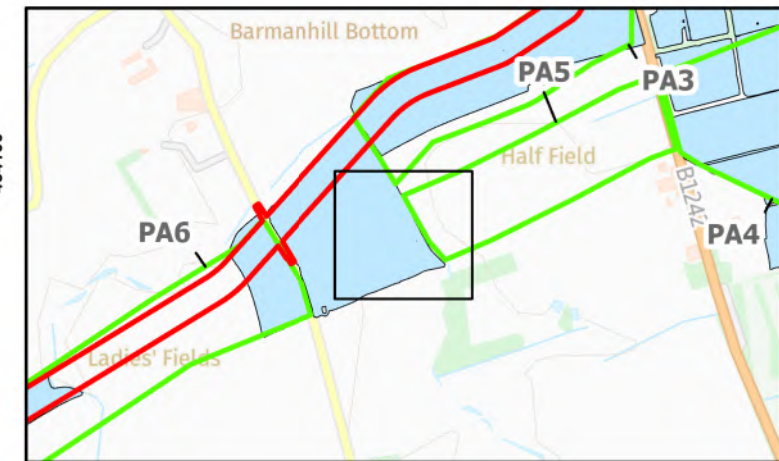 Barmanhill Bottom
PA5
PA3
Half Field
B1242
PA6
PA4
Ladies' Fields